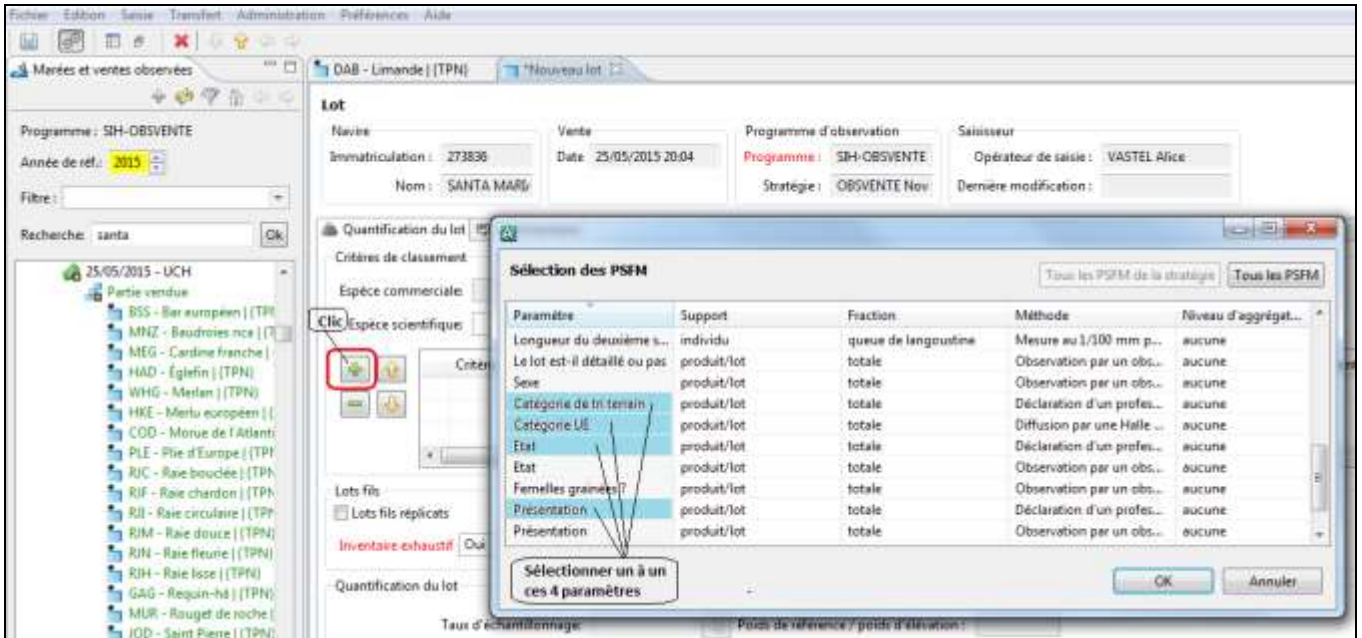 Fichier Edition Saisie Transfert Administration Préférences Aide
Marées et ventes observées
DAB - Limande | (TPN)
*Nouveau lot
Programme : SIH-OBSVENTE
Année de réf.: 2015
Filtre :
Recherche: santa Ok
25/05/2015 - UCH
Partie vendue
BSS - Bar européen | (TPN
MNZ - Baudroies nca | (T
MEG - Cardine franche |
HAD - Églefin | (TPN)
WHG - Merlan | (TPN)
HKE - Merlu européen | (
COD - Morue de l'Atlanti
PLE - Plie d'Europe | (TPN
RJC - Raie bouclée | (TPN
RJF - Raie chardon | (TPN
RJI - Raie circulaire | (TPN
RJM - Raie douce | (TPN)
RJN - Raie fleurie | (TPN)
RJH - Raie lisse | (TPN)
GAG - Requin-hâ | (TPN)
MUR - Rouget de roche |
JOD - Saint Pierre | (TPN)
Lot
Navire
Immatriculation : 273836
Nom : SANTA MARI
Vente
Date 25/05/2015 20:04
Programme d'observation
Programme : SIH-OBSVENTE
Stratégie : OBSVENTE Nov
Saisisseur
Opérateur de saisie : VASTEL Alice
Dernière modification :
Quantification du lot
Critères de classement
Espèce commerciale:
Clic
Espèce scientifique:
Critèr
Lots fils
Lots fils réplicats
Inventaire exhaustif Oui
Quantification du lot
Taux d'échantillonnage:
Poids de référence / poids d'élévation :
Sélection des PSFM
Tous les PSFM de la stratégie Tous les PSFM
Paramètre Support Fraction Méthode Niveau d'aggrégat...
Longueur du deuxième s... individu queue de langoustine Mesure au 1/100 mm p... aucune
Le lot est-il détaillé ou pas produit/lot totale Observation par un obs... aucune
Sexe produit/lot totale Observation par un obs... aucune
Catégorie de tri terrain produit/lot totale Déclaration d'un profes... aucune
Catégorie UE produit/lot totale Diffusion par une Halle ... aucune
Etat produit/lot totale Déclaration d'un profes... aucune
Etat produit/lot totale Observation par un obs... aucune
Femelles grainées ? produit/lot totale Observation par un obs... aucune
Présentation produit/lot totale Déclaration d'un profes... aucune
Présentation produit/lot totale Observation par un obs... aucune
Sélectionner un à un
ces 4 paramètres
OK Annuler